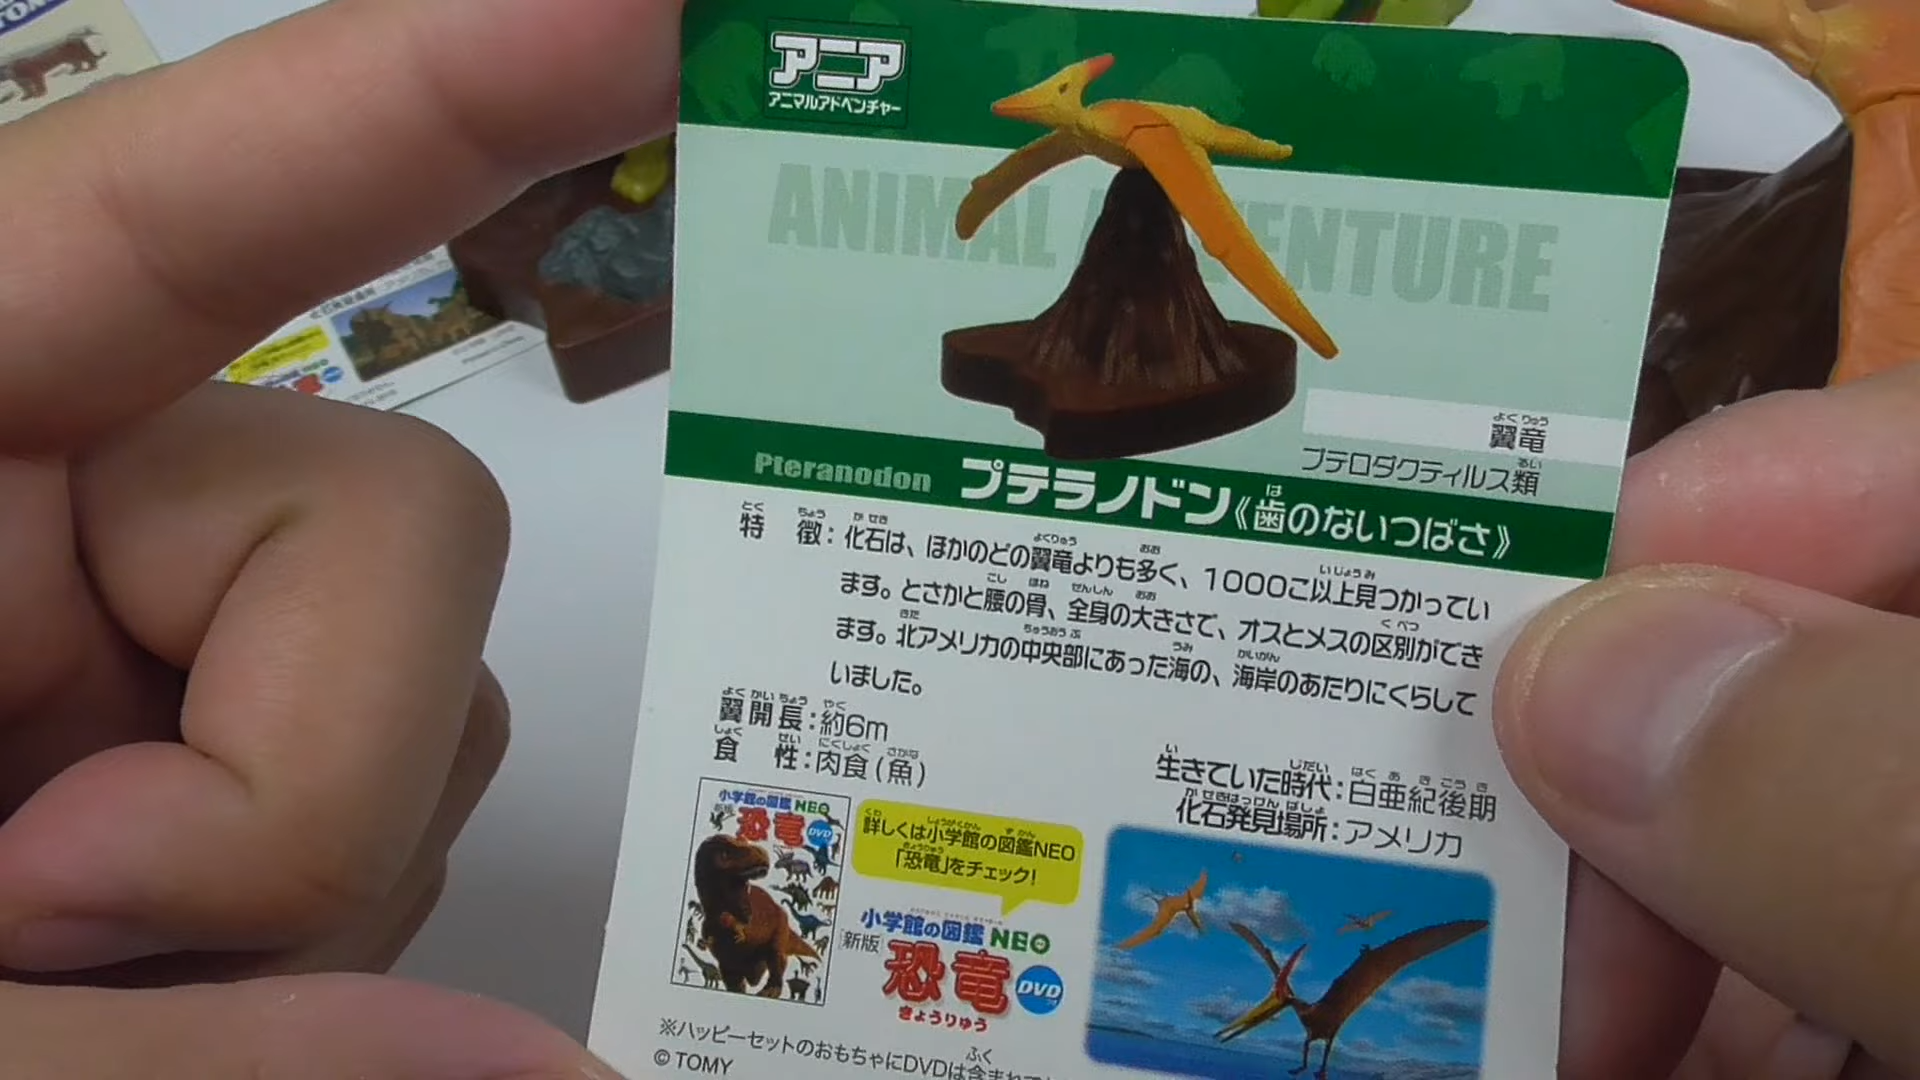 アニア
アニマルアドベンチャー
ANIMAL ADVENTURE
翼竜
プテロダクティルス類
Pteranodon プテラノドン《歯のないつばさ》
特徴：化石は、ほかのどの翼竜よりも多く、1000こ以上見つかってい
ます。とさかと腰の骨、全身の大きさで、オスとメスの区別ができ
ます。北アメリカの中央部にあった海の、海岸のあたりにくらして
いました。
翼開長：約6m
食性：肉食(魚)
生きていた時代：白亜紀後期
化石発見場所：アメリカ
小学館の図鑑 NEO
恐竜 DVD
詳しくは小学館の図鑑NEO
「恐竜」をチェック!
小学館の図鑑 NEO
[新版] 恐竜 DVD
きょうりゅう
※ハッピーセットのおもちゃにDVDは含まれ
© TOMY